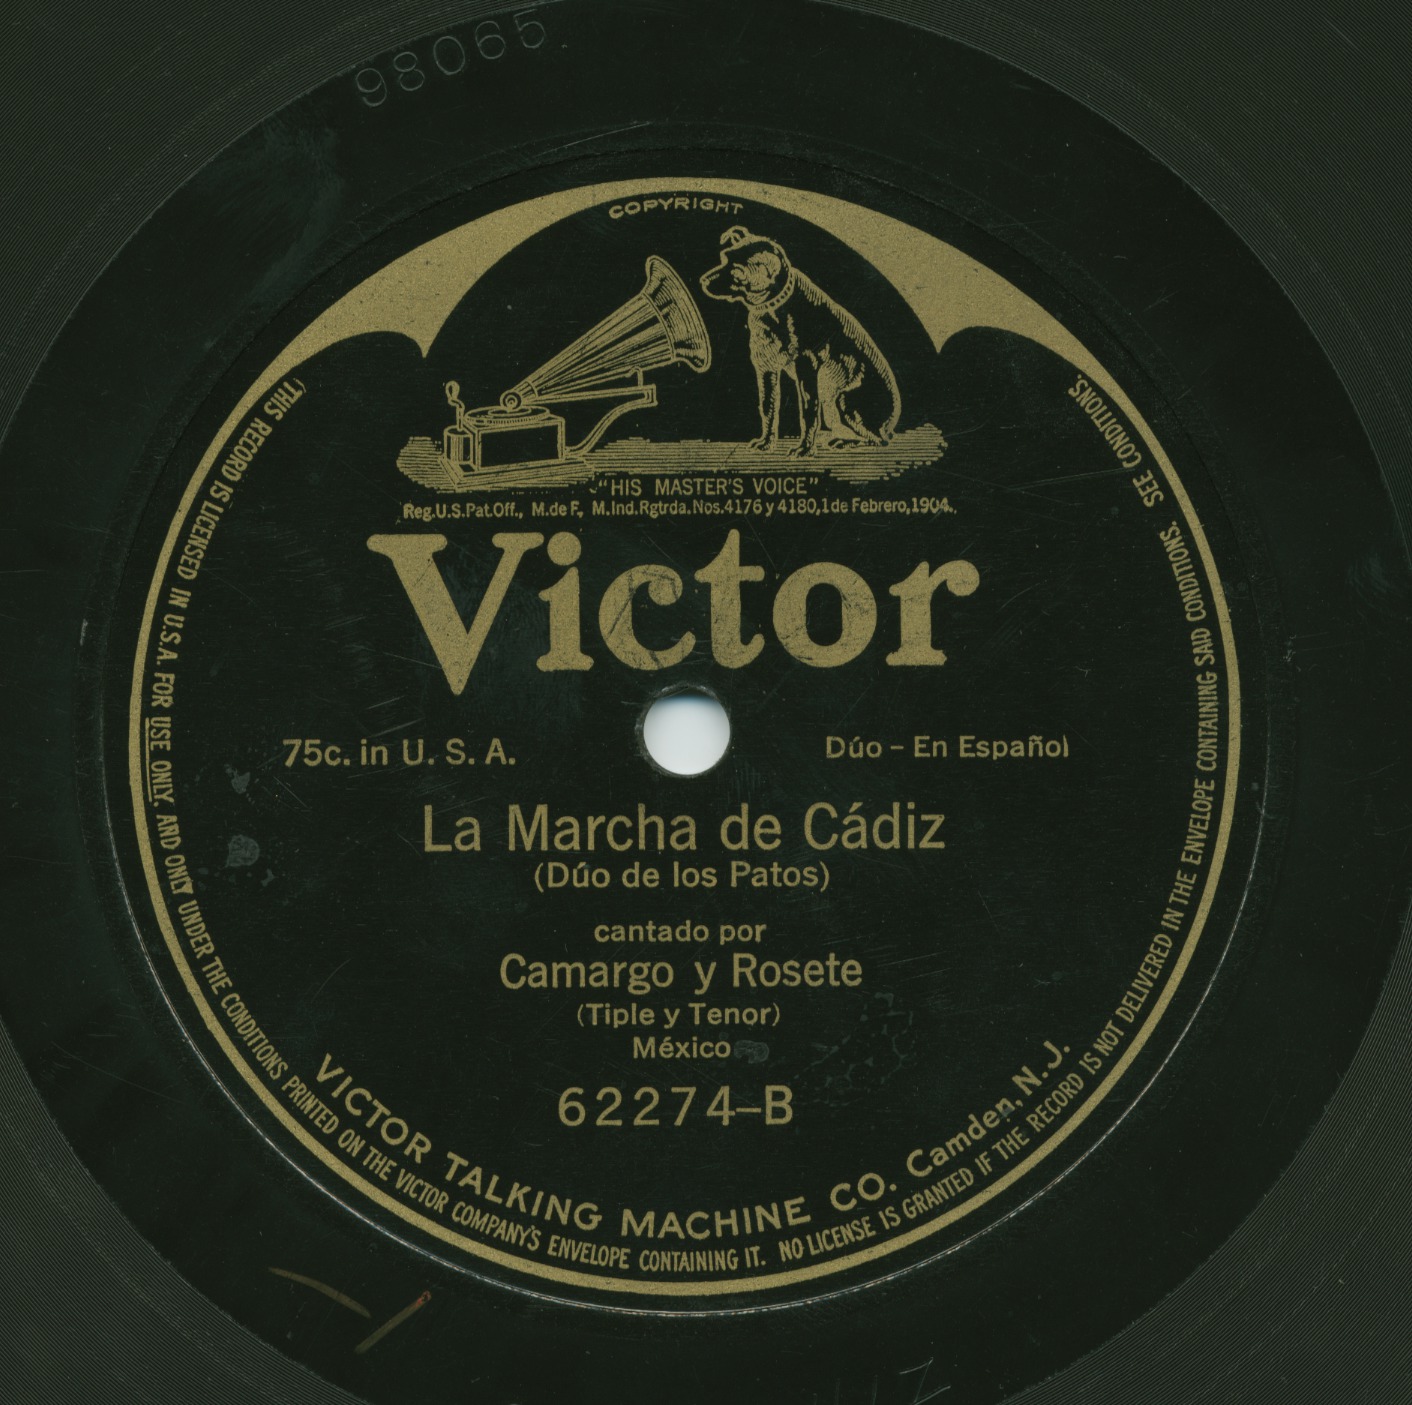 98065
COPYRIGHT
"HIS MASTER'S VOICE"
Reg.U.S.Pat.Off., M.de F., M.Ind.Rgtrda.Nos.4176 y 4180,1 de Febrero,1904.
Victor
75c. in U. S. A.
Dúo – En Español
La Marcha de Cádiz
(Dúo de los Patos)
cantado por
Camargo y Rosete
(Tiple y Tenor)
México
62274–B
VICTOR TALKING MACHINE CO. Camden, N. J.
(THIS RECORD IS LICENSED IN U.S.A. FOR USE ONLY. AND ONLY UNDER THE CONDITIONS PRINTED ON THE VICTOR COMPANY'S ENVELOPE CONTAINING IT. NO LICENSE IS GRANTED IF THE RECORD IS NOT DELIVERED IN THE ENVELOPE CONTAINING SAID CONDITIONS. SEE CONDITIONS.